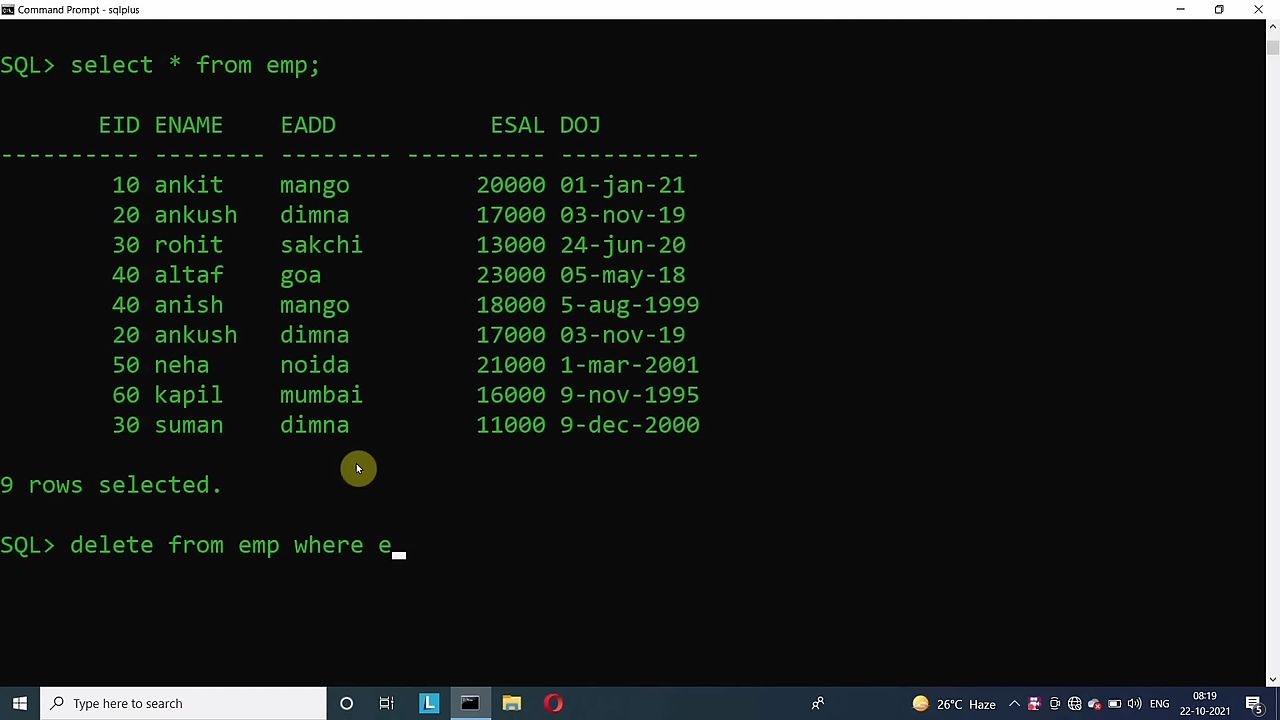 Command Prompt - sqlplus
SQL> select * from emp;
EID ENAME EADD ESAL DOJ
---------- -------- -------- ---------- ----------
10 ankit mango 20000 01-jan-21
20 ankush dimna 17000 03-nov-19
30 rohit sakchi 13000 24-jun-20
40 altaf goa 23000 05-may-18
40 anish mango 18000 5-aug-1999
20 ankush dimna 17000 03-nov-19
50 neha noida 21000 1-mar-2001
60 kapil mumbai 16000 9-nov-1995
30 suman dimna 11000 9-dec-2000
9 rows selected.
SQL> delete from emp where e
Type here to search
L
26°C Haze
08:19
22-10-2021
5